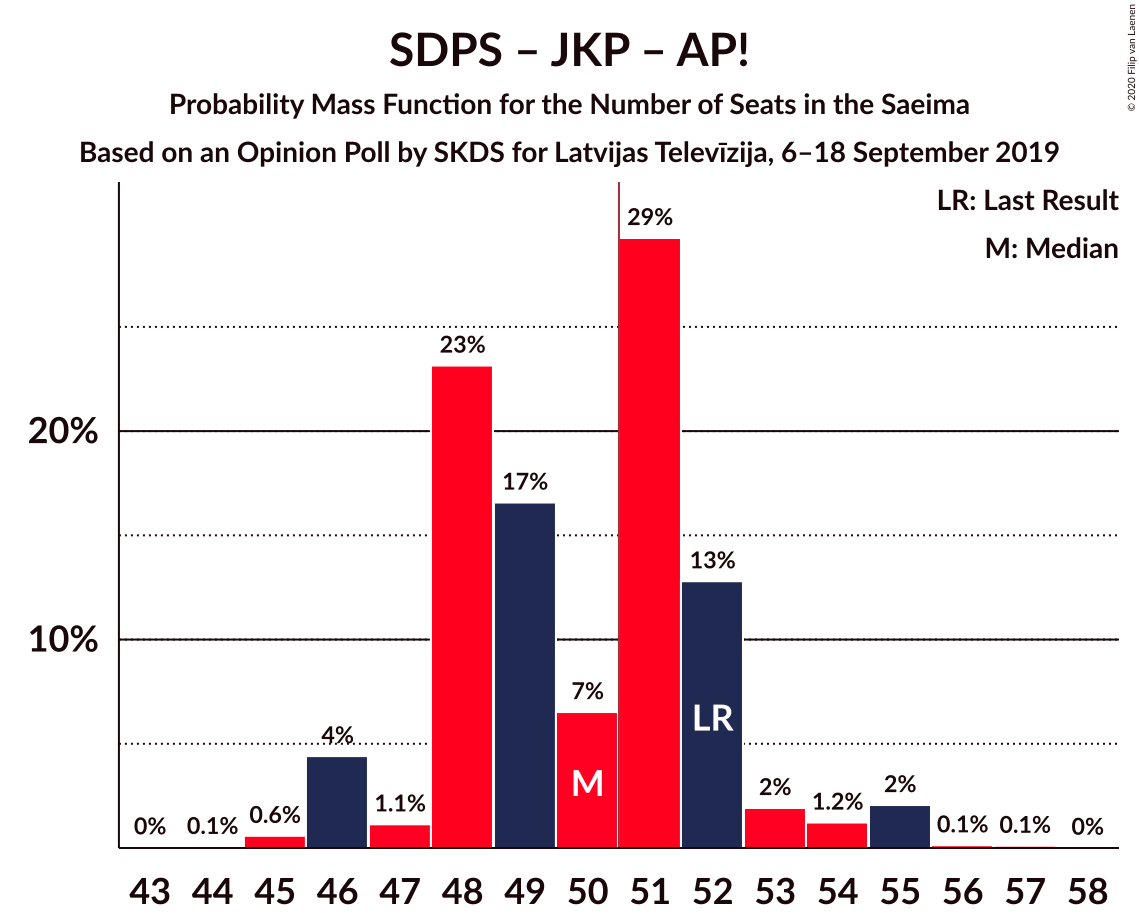 SDPS – JKP – AP!
Probability Mass Function for the Number of Seats in the Saeima
Based on an Opinion Poll by SKDS for Latvijas Televīzija, 6–18 September 2019
© 2020 Filip van Laenen
LR: Last Result
M: Median
29%
23%
20%
17%
13%
10%
7%
LR
4%
M
2%
2%
1.2%
1.1%
0.6%
0%
0.1%
0.1%
0.1%
0%
43 44 45 46 47 48 49 50 51 52 53 54 55 56 57 58